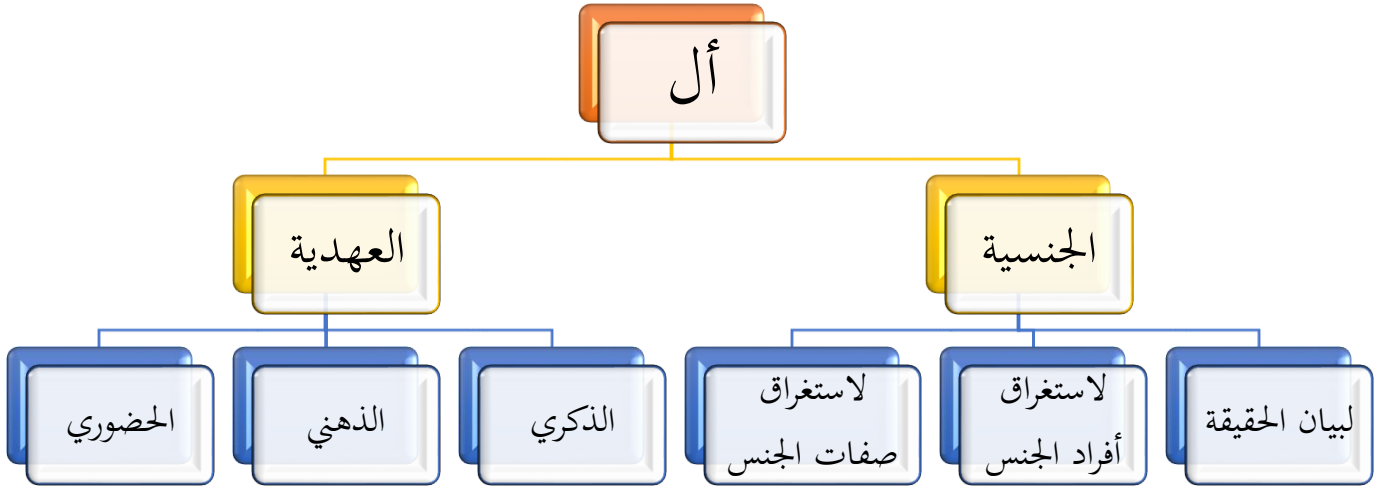 أل
الجنسية
العهدية
لبيان الحقيقة
لاستغراق
أفراد الجنس
لاستغراق
صفات الجنس
الذكري
الذهني
الحضوري